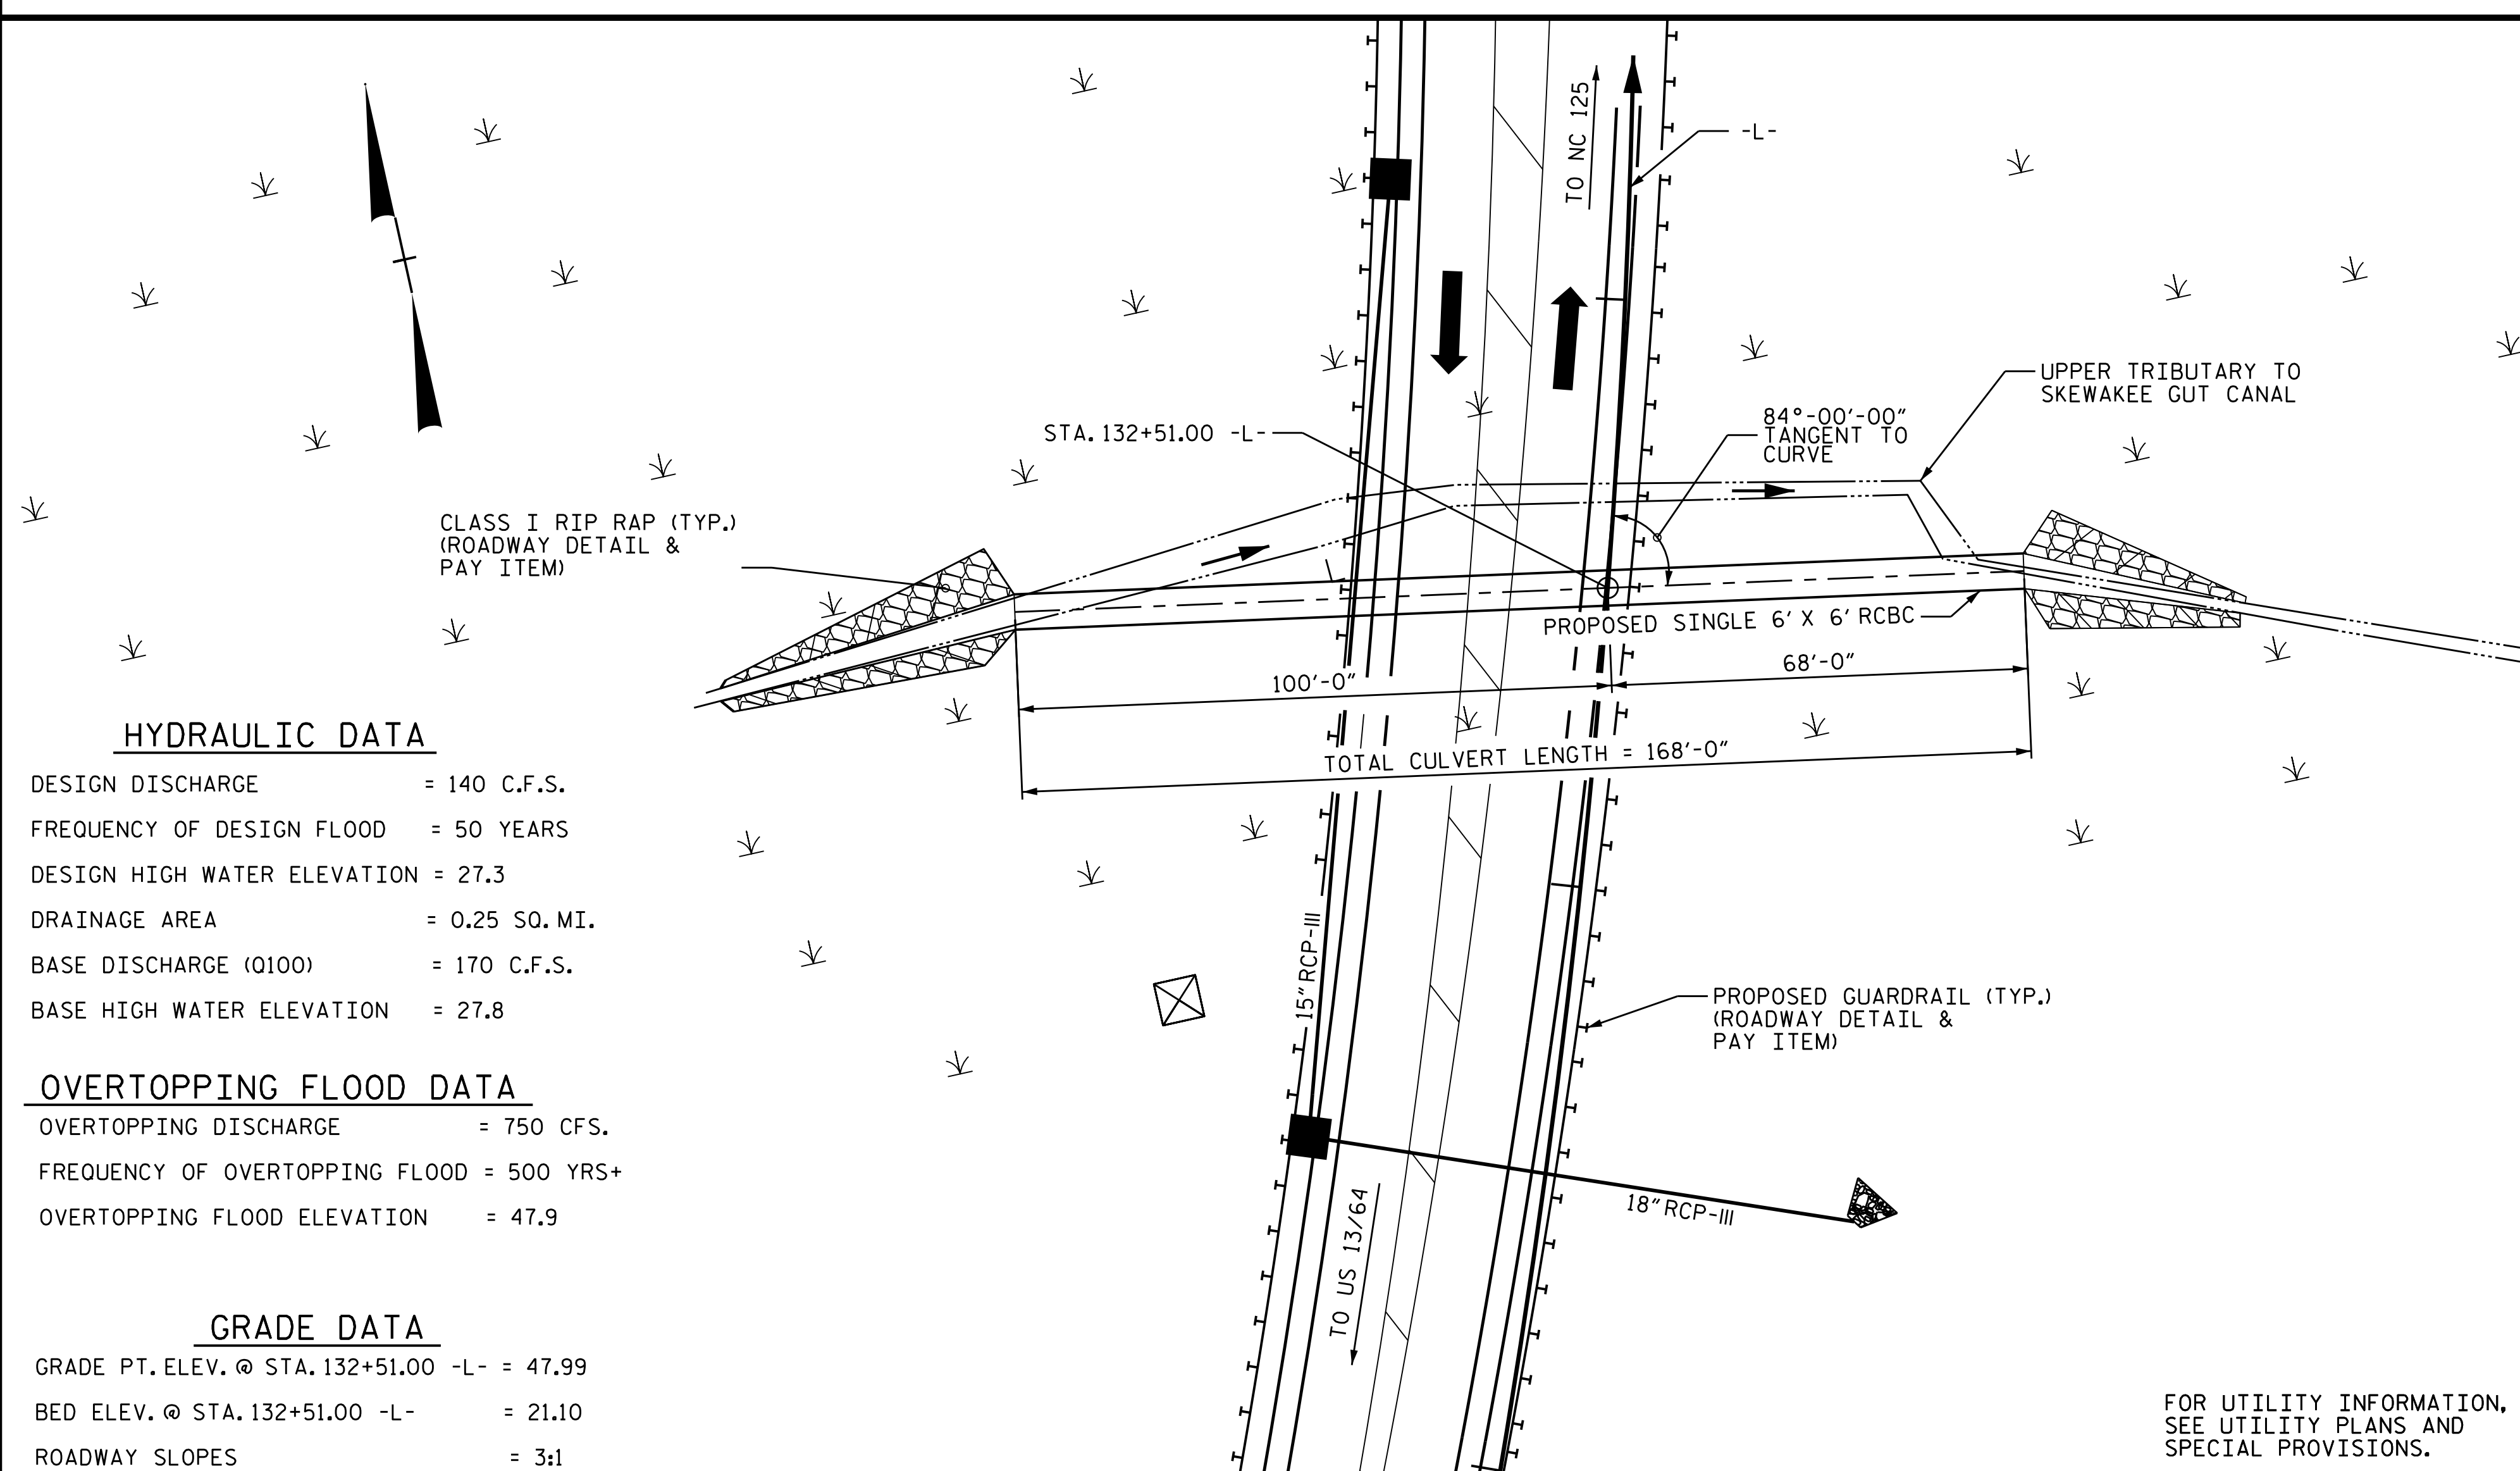 TO NC 125
-L-
UPPER TRIBUTARY TO
SKEWAKEE GUT CANAL
84°-00'-00"
TANGENT TO
CURVE
STA. 132+51.00 -L-
CLASS I RIP RAP (TYP.)
(ROADWAY DETAIL &
PAY ITEM)
PROPOSED SINGLE 6' X 6' RCBC
100'-0"
68'-0"
TOTAL CULVERT LENGTH = 168'-0"
HYDRAULIC DATA
DESIGN DISCHARGE = 140 C.F.S.
FREQUENCY OF DESIGN FLOOD = 50 YEARS
DESIGN HIGH WATER ELEVATION = 27.3
DRAINAGE AREA = 0.25 SQ. MI.
BASE DISCHARGE (Q100) = 170 C.F.S.
BASE HIGH WATER ELEVATION = 27.8
OVERTOPPING FLOOD DATA
OVERTOPPING DISCHARGE = 750 CFS.
FREQUENCY OF OVERTOPPING FLOOD = 500 YRS+
OVERTOPPING FLOOD ELEVATION = 47.9
GRADE DATA
GRADE PT. ELEV. @ STA. 132+51.00 -L- = 47.99
BED ELEV. @ STA. 132+51.00 -L- = 21.10
ROADWAY SLOPES = 3:1
15" RCP-III
PROPOSED GUARDRAIL (TYP.)
(ROADWAY DETAIL &
PAY ITEM)
18" RCP-III
TO US 13/64
FOR UTILITY INFORMATION,
SEE UTILITY PLANS AND
SPECIAL PROVISIONS.